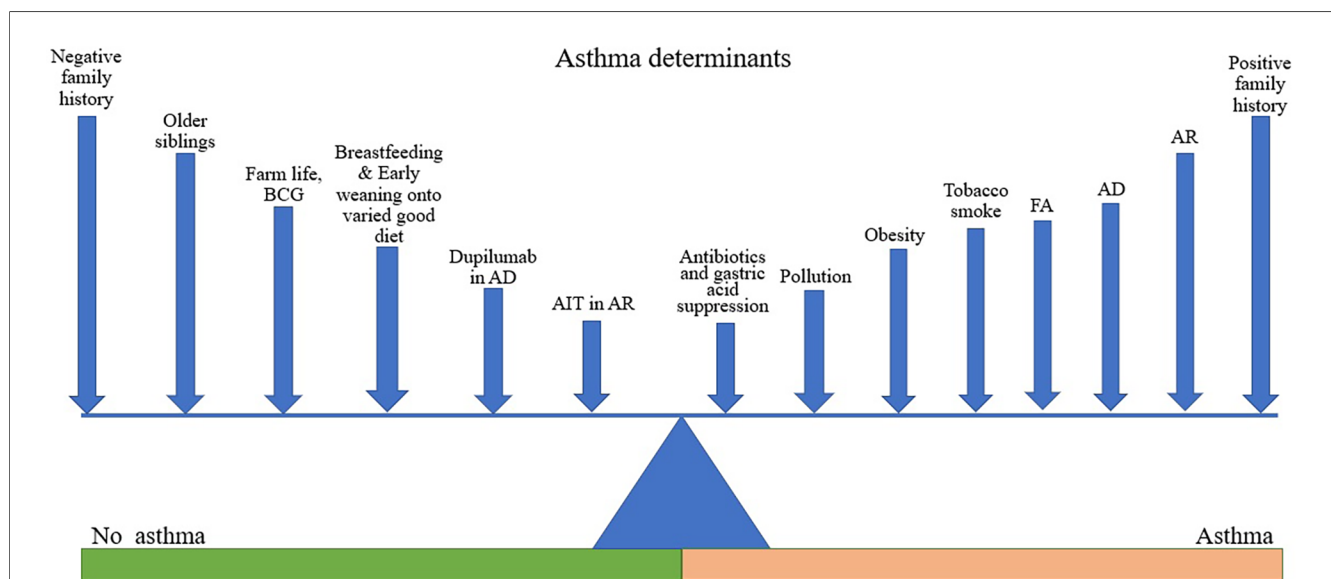 Asthma determinants
Negative
family
history
Older
siblings
Farm life,
BCG
Breastfeeding
& Early
weaning onto
varied good
diet
Dupilumab
in AD
AIT in AR
Antibiotics
and gastric
acid
suppression
Pollution
Obesity
Tobacco
smoke
FA
AD
AR
Positive
family
history
No asthma
Asthma